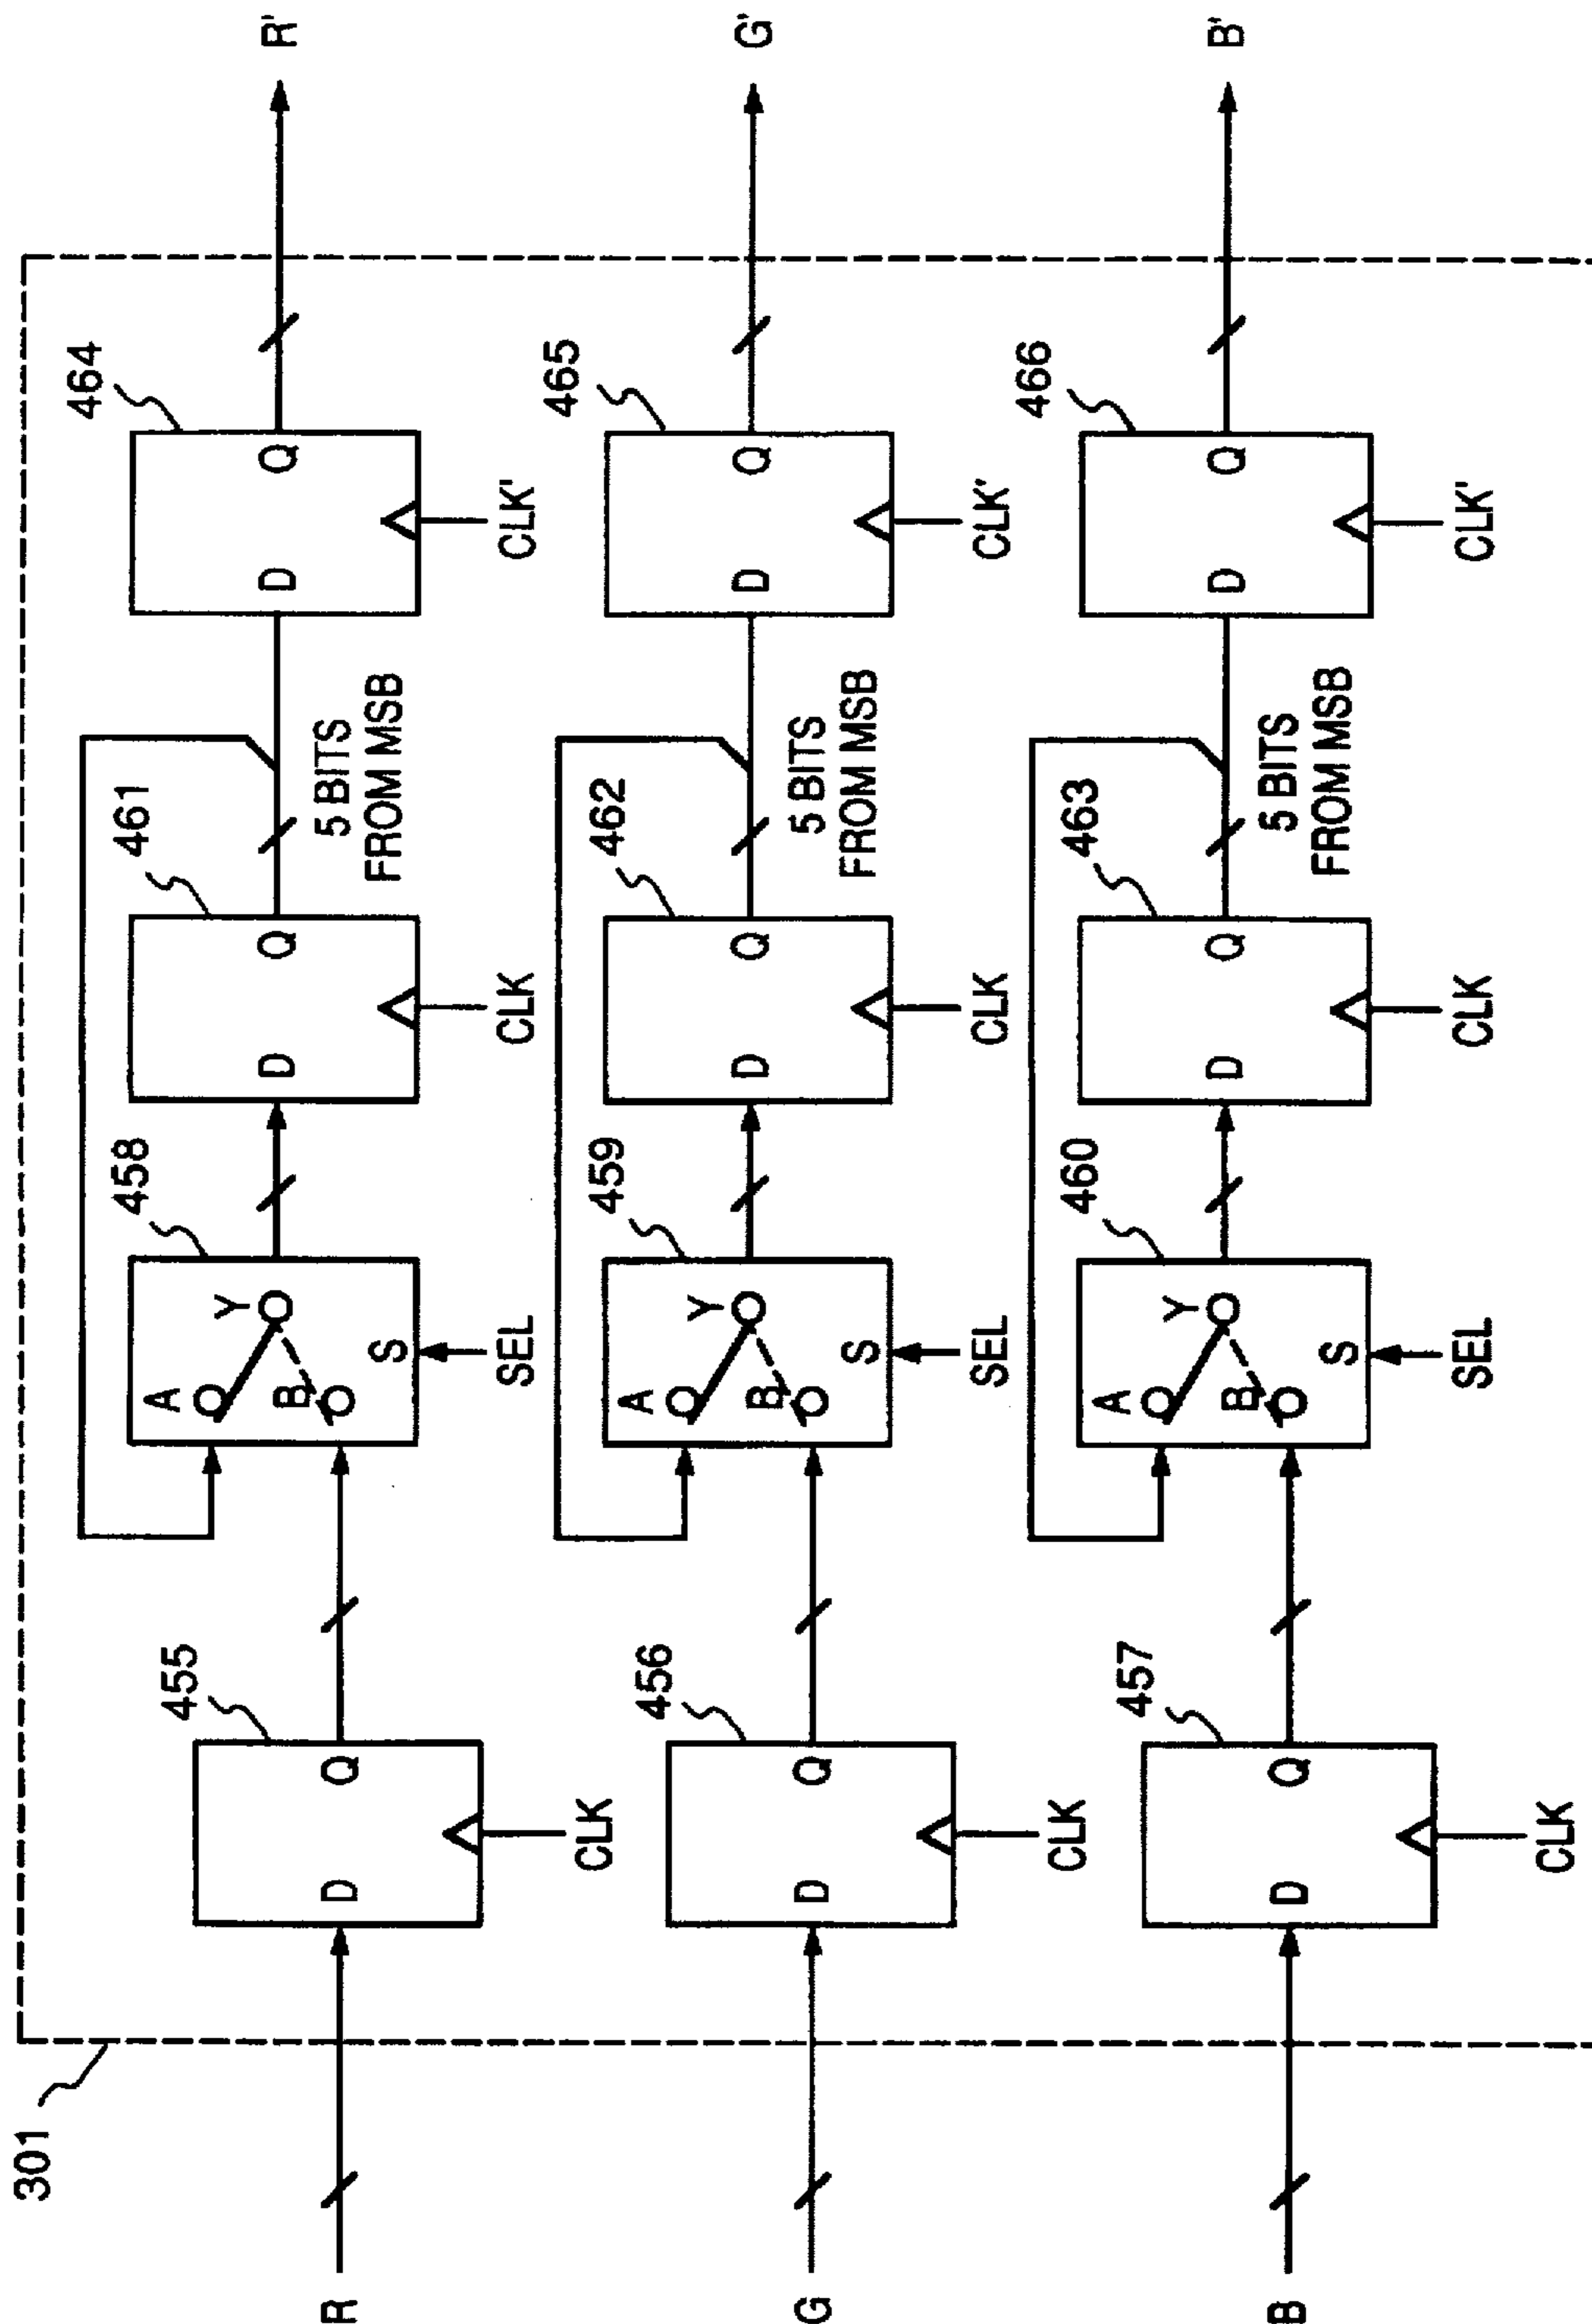 301
R
455
D Q
CLK
458
A
B
Y
S
SEL
461
D Q
CLK
5 BITS
FROM MSB
464
D Q
CLK'
R'
G
456
D Q
CLK
459
A
B
Y
S
SEL
462
D Q
CLK
5 BITS
FROM MSB
465
D Q
CLK'
G'
B
457
D Q
CLK
460
A
B
Y
S
SEL
463
D Q
CLK
5 BITS
FROM MSB
466
D Q
CLK'
B'